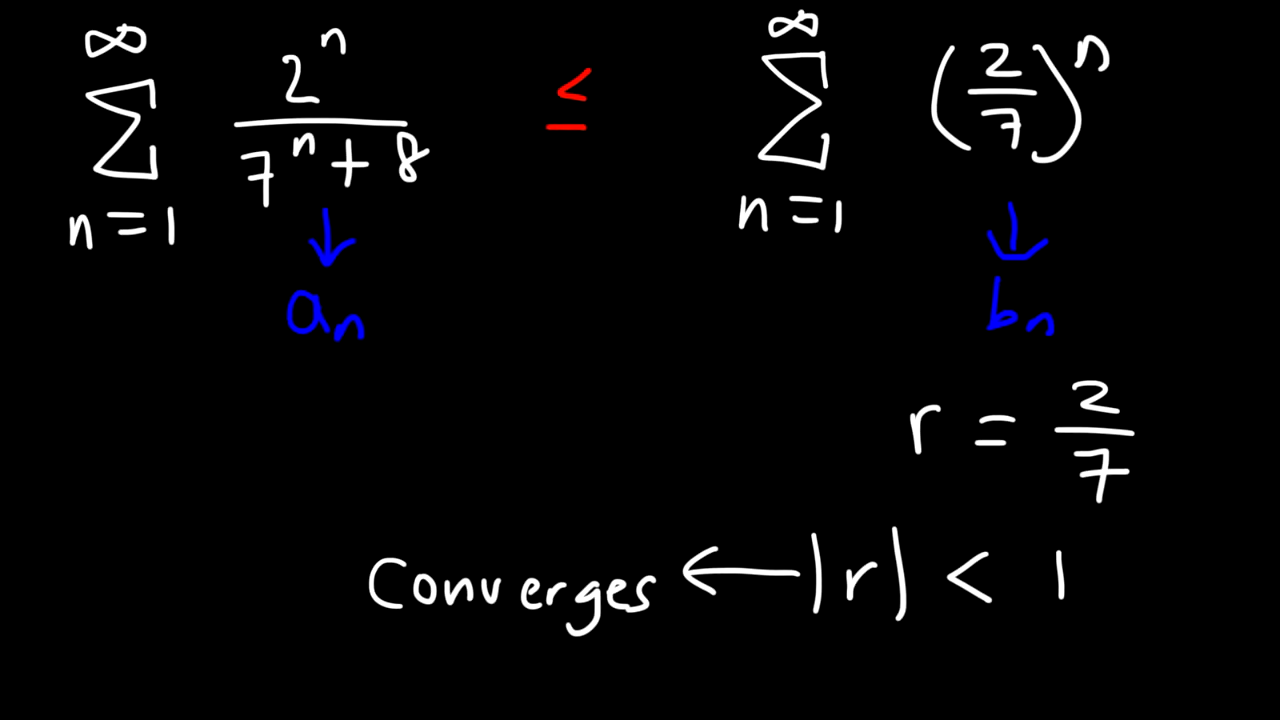 ∞ ∑ n=1 2^n / (7^n + 8) ≤ ∞ ∑ n=1 (2/7)^n
↓ a_n ↓ b_n
r = 2/7
Converges ← |r| < 1